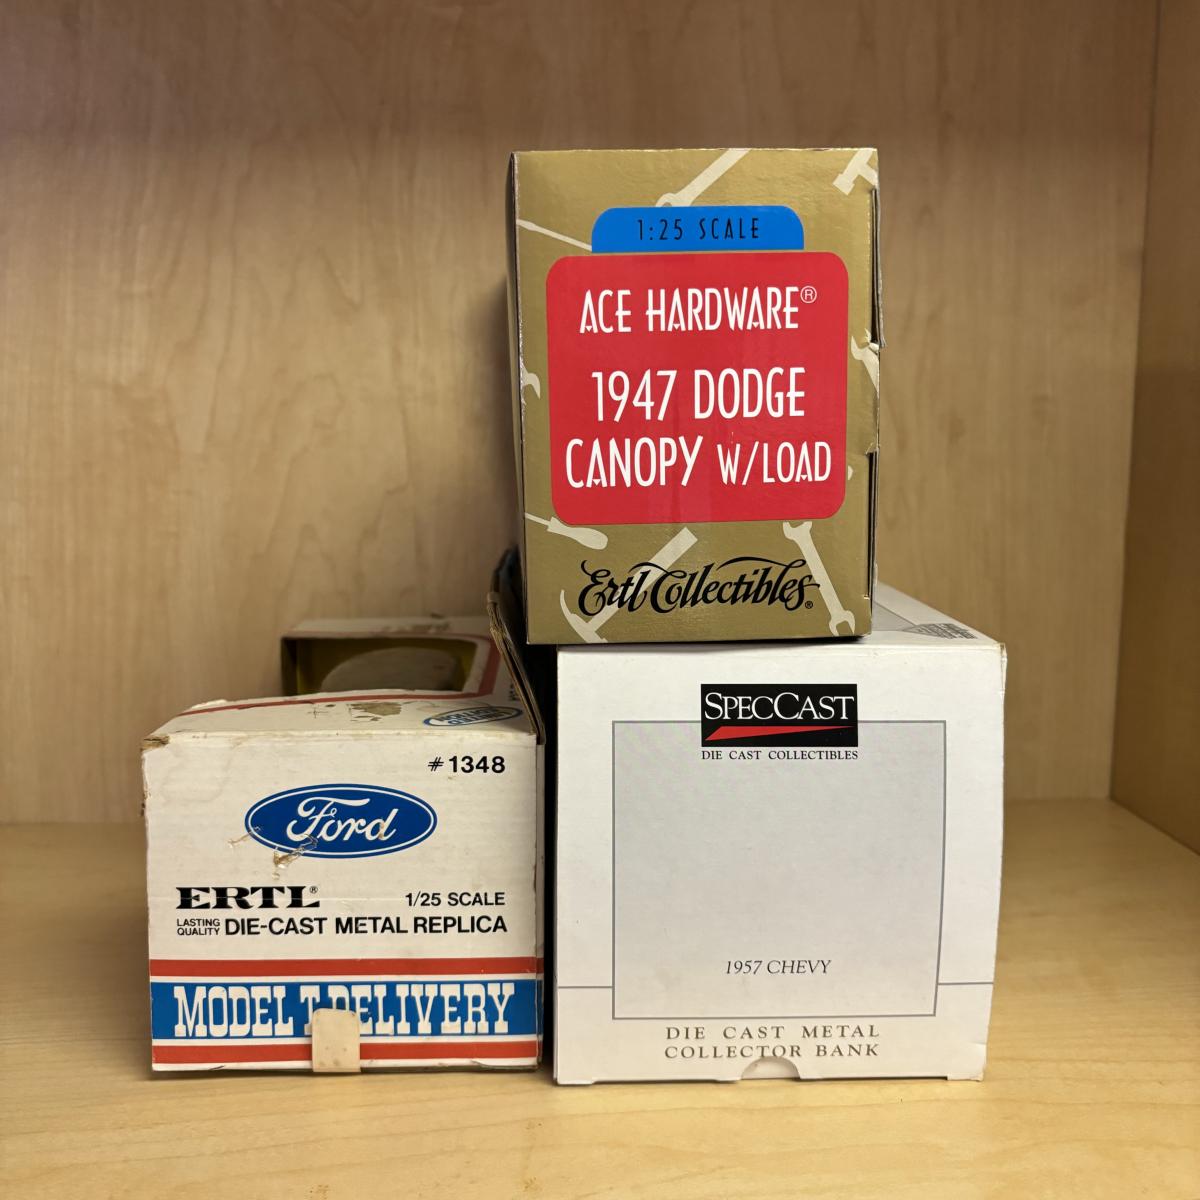 1:25 SCALE
ACE HARDWARE®
1947 DODGE
CANOPY W/LOAD
Ertl Collectibles®
#1348
Ford
ERTL® 1/25 SCALE
LASTING QUALITY DIE-CAST METAL REPLICA
MODEL T DELIVERY
SPECCAST
DIE CAST COLLECTIBLES
1957 CHEVY
DIE CAST METAL
COLLECTOR BANK